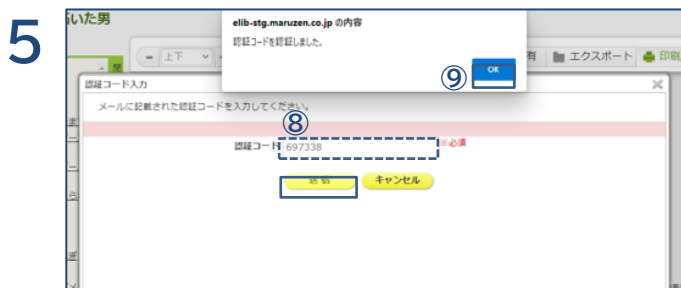 5
いた男
elib-stg.maruzen.co.jp の内容
認証コードを認証しました。
OK
⑨
上下
有 エクスポート 印刷
認証コード入力
メールに記載された認証コードを入力してください。
⑧
認証コード 697338 ※必須
送信 キャンセル